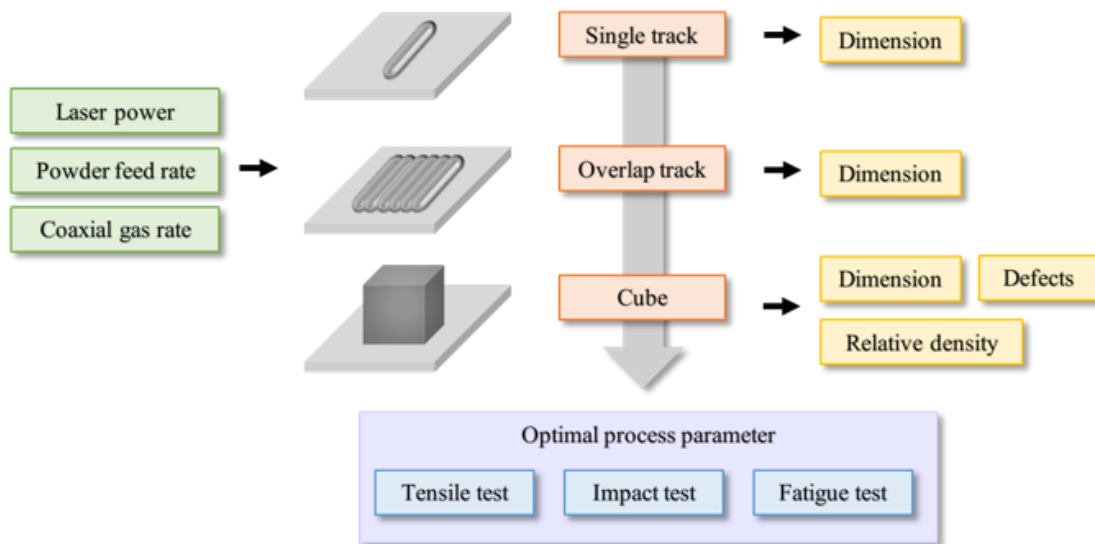 Laser power
Powder feed rate
Coaxial gas rate
Single track
Dimension
Overlap track
Dimension
Cube
Dimension
Defects
Relative density
Optimal process parameter
Tensile test
Impact test
Fatigue test